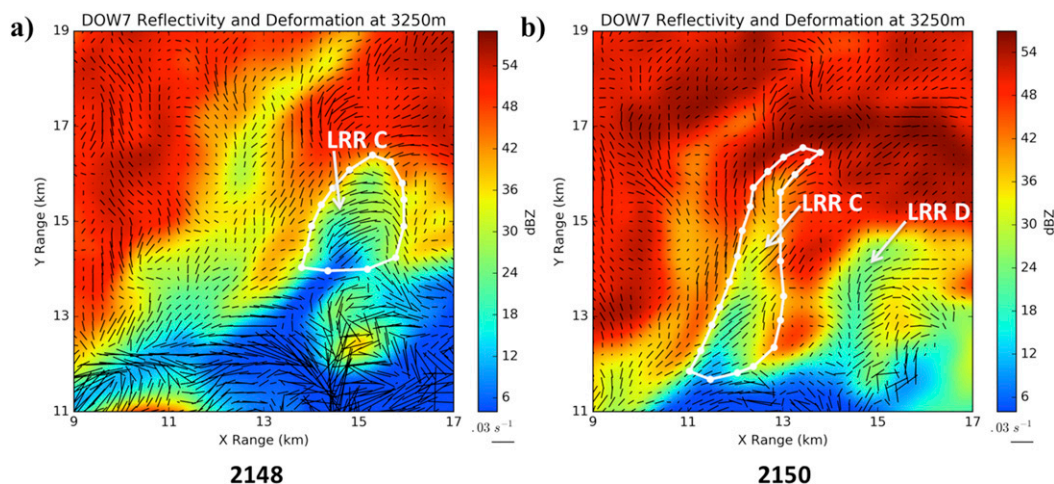 a)
DOW7 Reflectivity and Deformation at 3250m
19
17
15
13
11
Y Range (km)
9
11
13
15
17
X Range (km)
LRR C
54
48
42
36
30
24
18
12
6
dBZ
.03 s⁻¹
2148
b)
DOW7 Reflectivity and Deformation at 3250m
19
17
15
13
11
Y Range (km)
9
11
13
15
17
X Range (km)
LRR C
LRR D
54
48
42
36
30
24
18
12
6
dBZ
.03 s⁻¹
2150